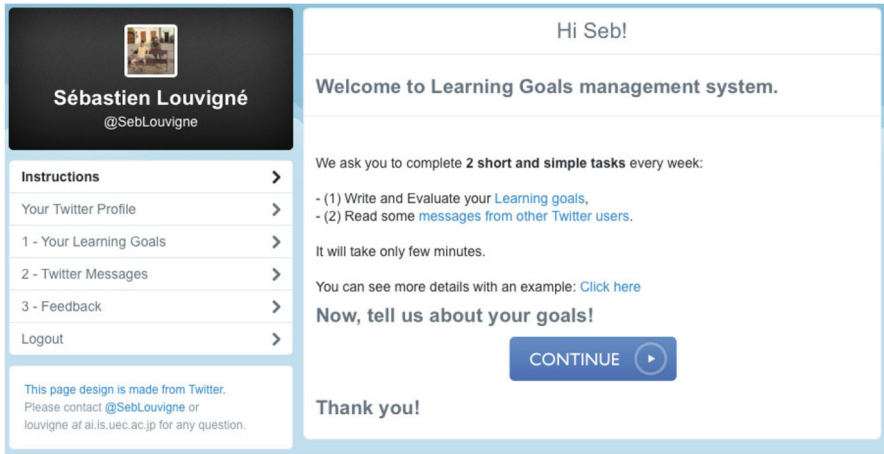 Sébastien Louvigné
@SebLouvigne
Instructions
Your Twitter Profile
1 - Your Learning Goals
2 - Twitter Messages
3 - Feedback
Logout
This page design is made from Twitter.
Please contact @SebLouvigne or
louvigne at ai.is.uec.ac.jp for any question.
Hi Seb!
Welcome to Learning Goals management system.
We ask you to complete 2 short and simple tasks every week:
- (1) Write and Evaluate your Learning goals,
- (2) Read some messages from other Twitter users.
It will take only few minutes.
You can see more details with an example: Click here
Now, tell us about your goals!
CONTINUE
Thank you!